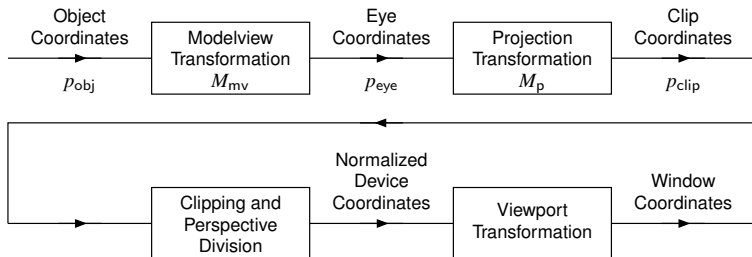 Object
Coordinates
p_obj
Modelview
Transformation
M_mv
Eye
Coordinates
p_eye
Projection
Transformation
M_p
Clip
Coordinates
p_clip
Clipping and
Perspective
Division
Normalized
Device
Coordinates
Viewport
Transformation
Window
Coordinates